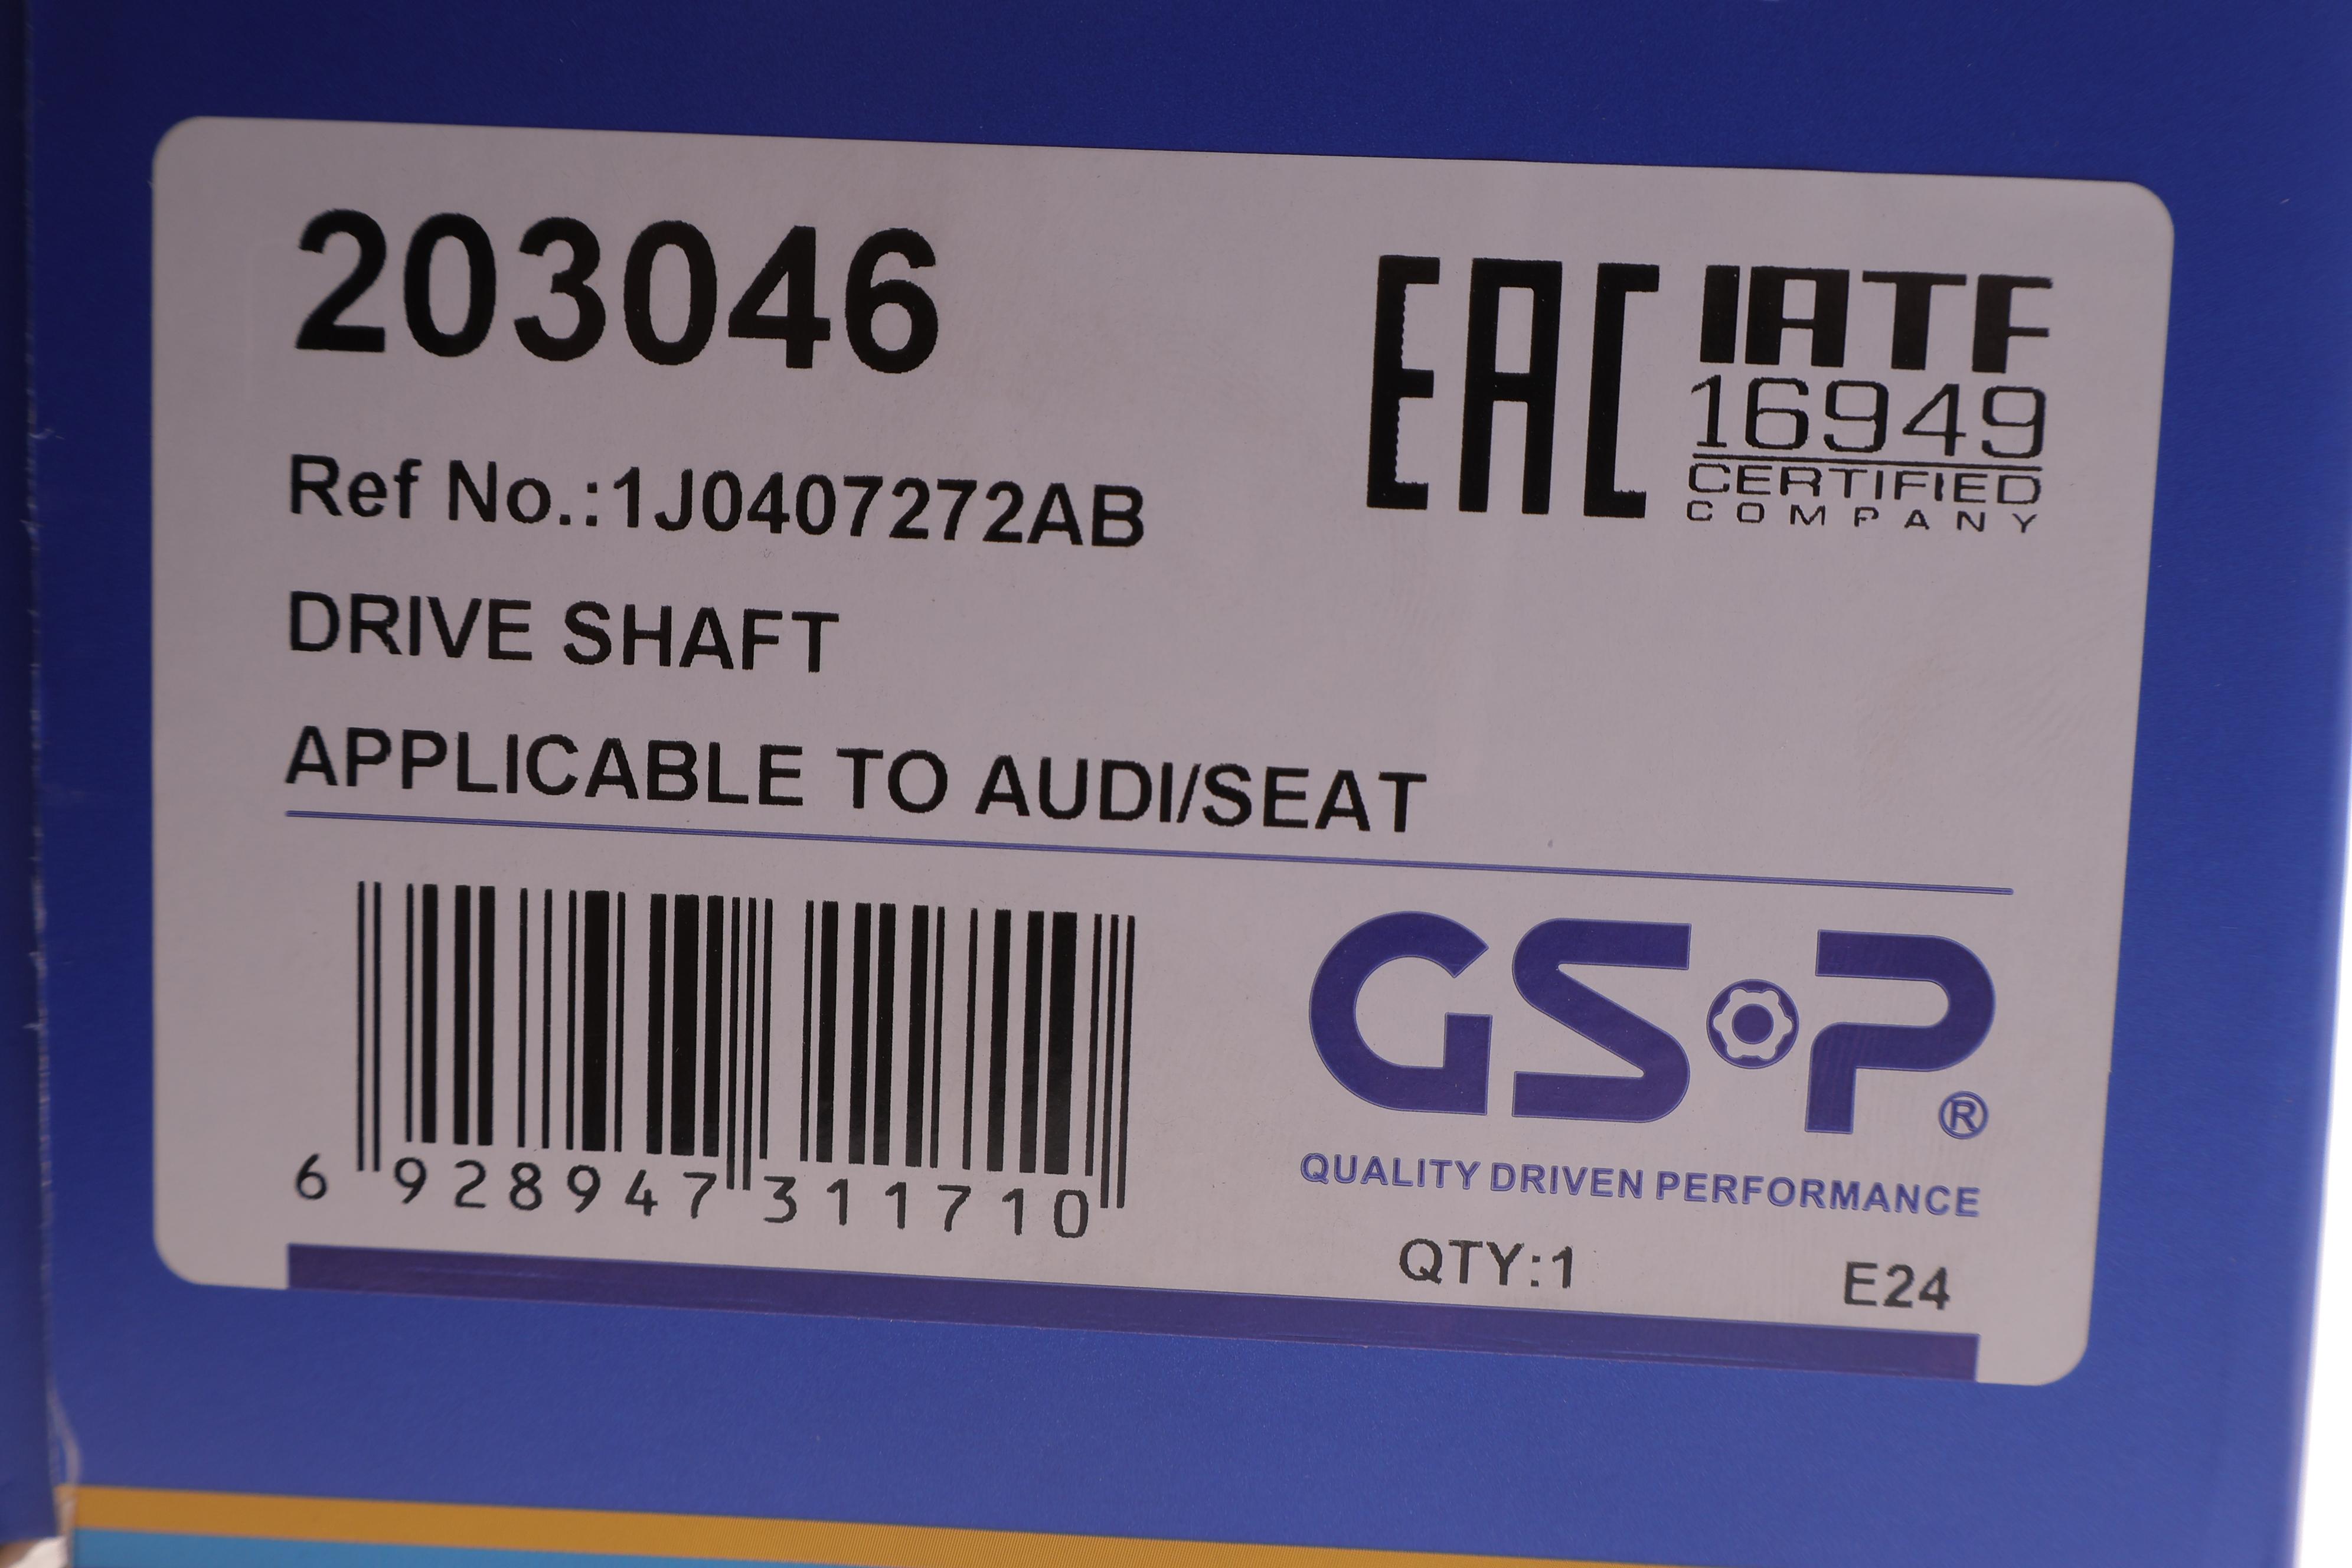 203046
EAC
IATF
16949
CERTIFIED
COMPANY
Ref No.:1J0407272AB
DRIVE SHAFT
APPLICABLE TO AUDI/SEAT
6 928947 311710
GSP®
QUALITY DRIVEN PERFORMANCE
QTY:1 E24